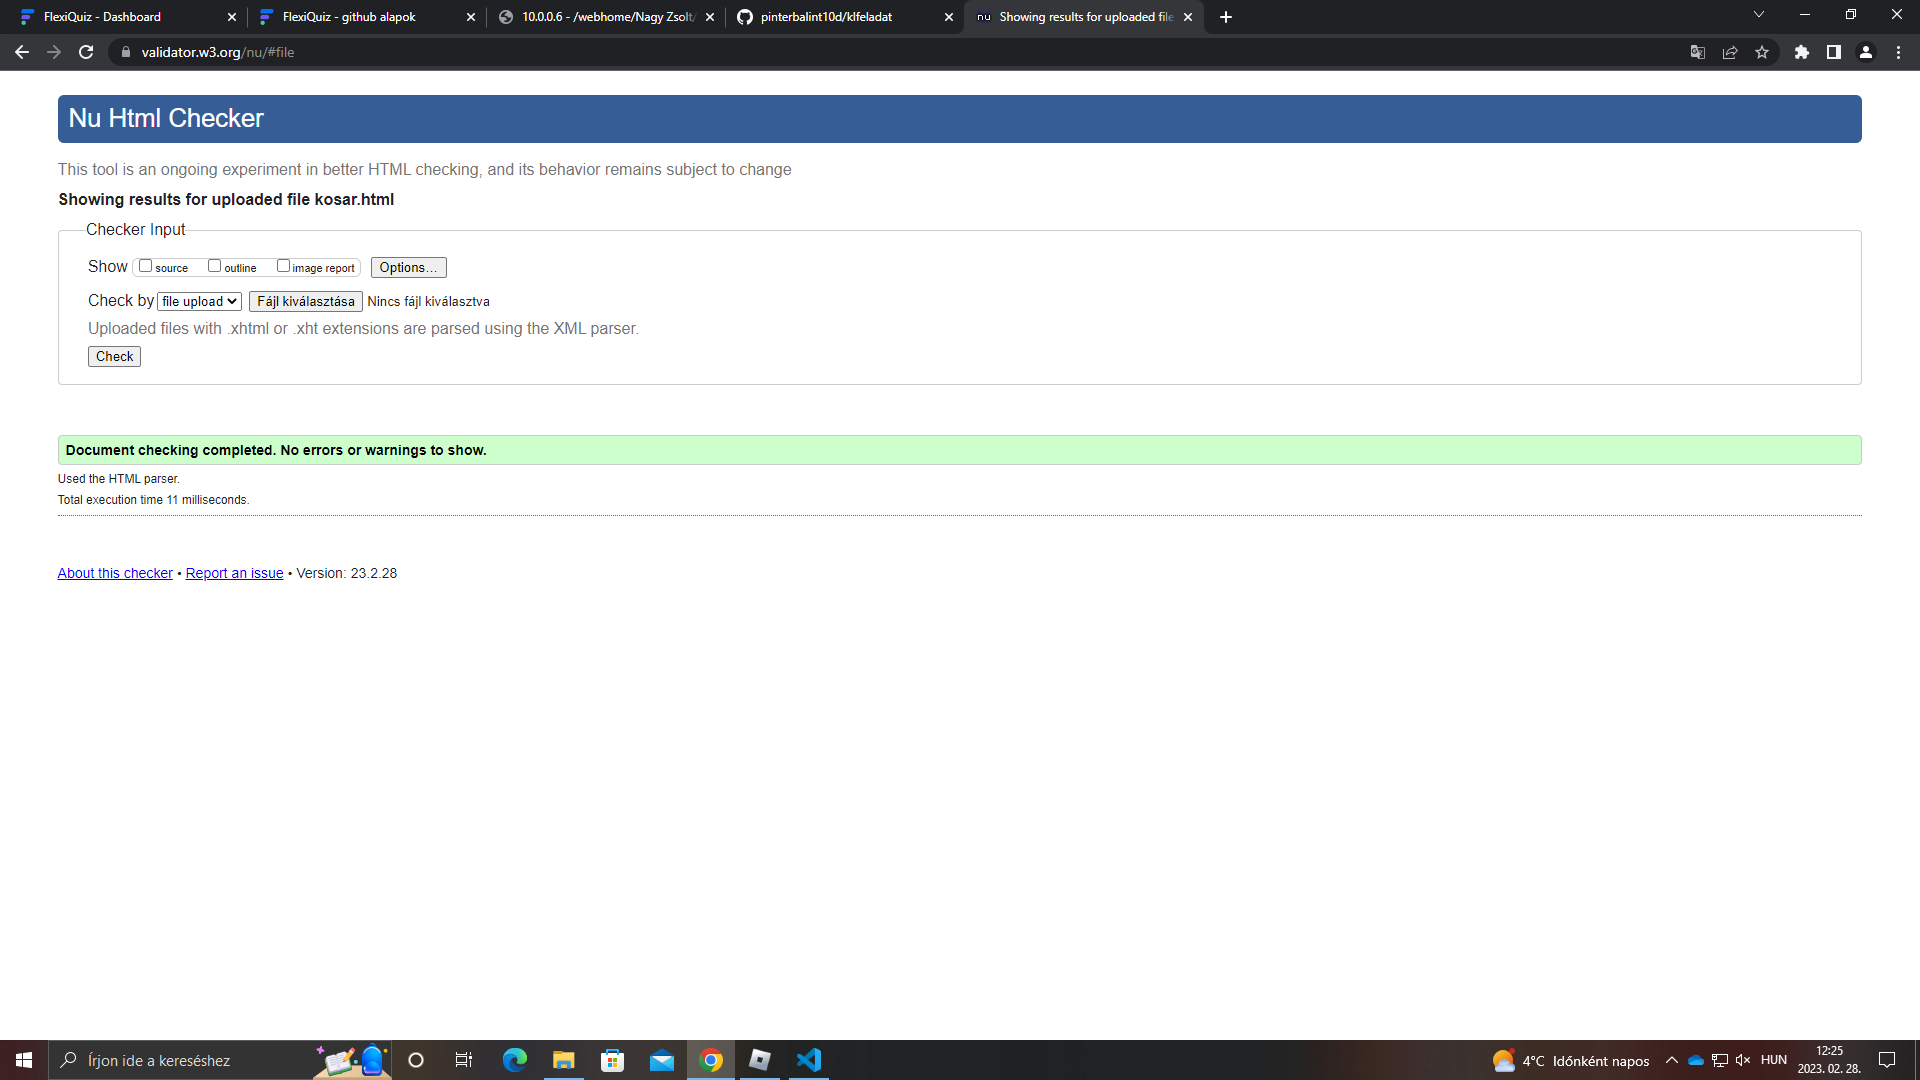 FlexiQuiz - Dashboard
FlexiQuiz - github alapok
10.0.0.6 - /webhome/Nagy Zsolt/
pinterbalint10d/klfeladat
Showing results for uploaded file
validator.w3.org/nu/#file
Nu Html Checker
This tool is an ongoing experiment in better HTML checking, and its behavior remains subject to change
Showing results for uploaded file kosar.html
Checker Input
Show source outline image report Options...
Check by file upload Fájl kiválasztása Nincs fájl kiválasztva
Uploaded files with .xhtml or .xht extensions are parsed using the XML parser.
Check
Document checking completed. No errors or warnings to show.
Used the HTML parser.
Total execution time 11 milliseconds.
About this checker • Report an issue • Version: 23.2.28
Írjon ide a kereséshez
4°C Időnként napos
HUN
12:25
2023. 02. 28.